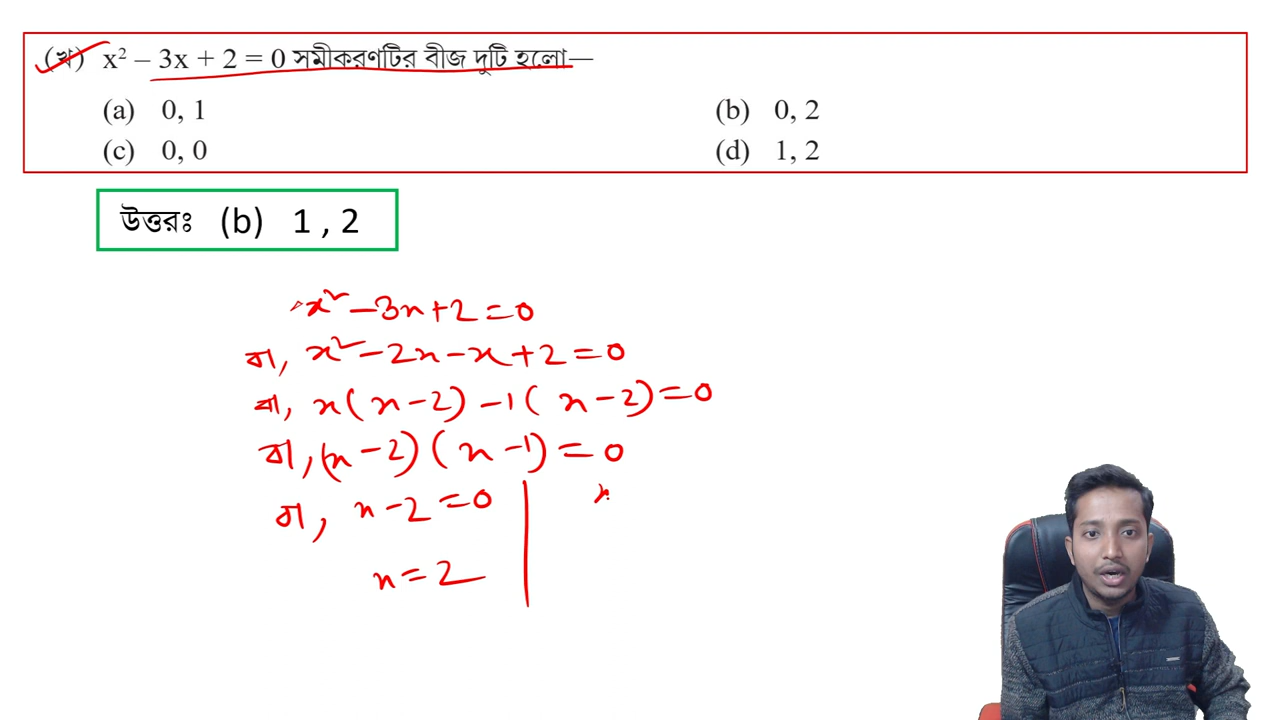 (খ) x² – 3x + 2 = 0 সমীকরণটির বীজ দুটি হলো—
(a) 0, 1 (b) 0, 2
(c) 0, 0 (d) 1, 2
উত্তরঃ (b) 1 , 2
x² - 3x + 2 = 0
বা, x² - 2x - x + 2 = 0
বা, x(x-2) -1(x-2) = 0
বা, (x-2)(x-1) = 0
বা, x-2=0 | x
x=2